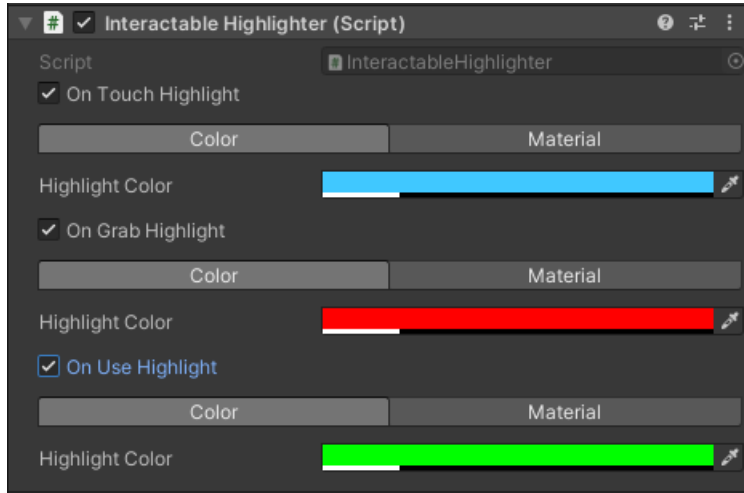 # Interactable Highlighter (Script)
Script InteractableHighlighter
On Touch Highlight
Color Material
Highlight Color
On Grab Highlight
Color Material
Highlight Color
On Use Highlight
Color Material
Highlight Color